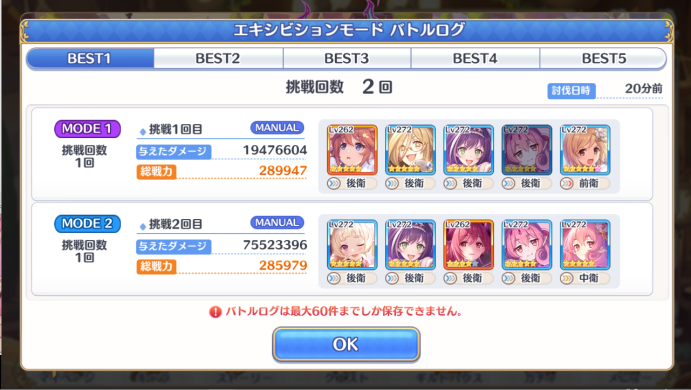 エキシビションモード バトルログ
BEST1 BEST2 BEST3 BEST4 BEST5
挑戦回数 2回
討伐日時 20分前
MODE 1
挑戦回数
1回
挑戦1回目 MANUAL
与えたダメージ 19476604
総戦力 289947
Lv262 Lv272 Lv272 Lv272 Lv272
後衛 後衛 後衛 後衛 前衛
MODE 2
挑戦回数
1回
挑戦2回目 MANUAL
与えたダメージ 75523396
総戦力 285979
Lv272 Lv272 Lv262 Lv272 Lv272
後衛 後衛 後衛 後衛 中衛
バトルログは最大60件までしか保存できません。
OK